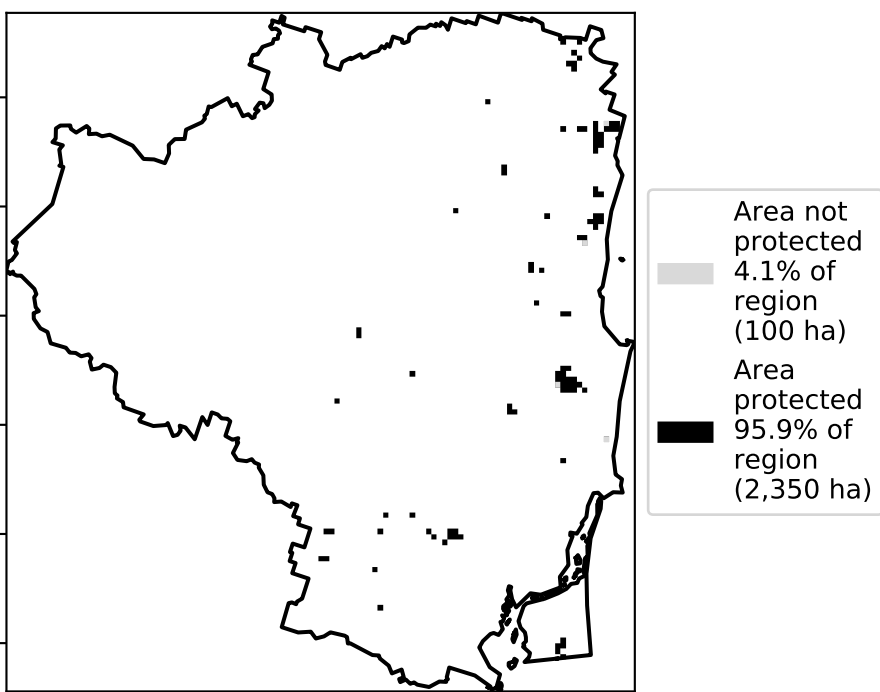 Area not
protected
4.1% of
region
(100 ha)
Area
protected
95.9% of
region
(2,350 ha)